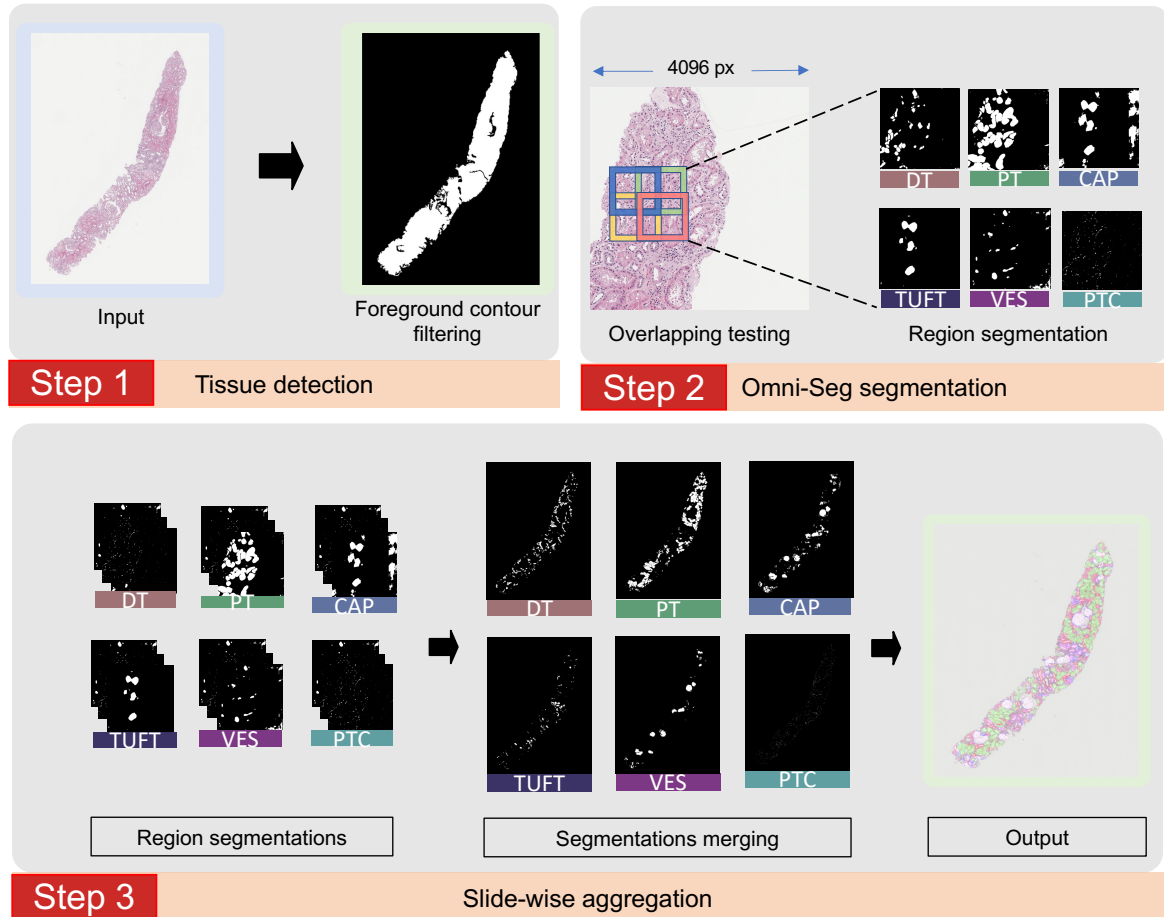 Input
Foreground contour
filtering
Step 1
Tissue detection
4096 px
DT
PT
CAP
TUFT
VES
PTC
Overlapping testing
Region segmentation
Step 2
Omni-Seg segmentation
DT
PT
CAP
TUFT
VES
PTC
Region segmentations
DT
PT
CAP
TUFT
VES
PTC
Segmentations merging
Output
Step 3
Slide-wise aggregation